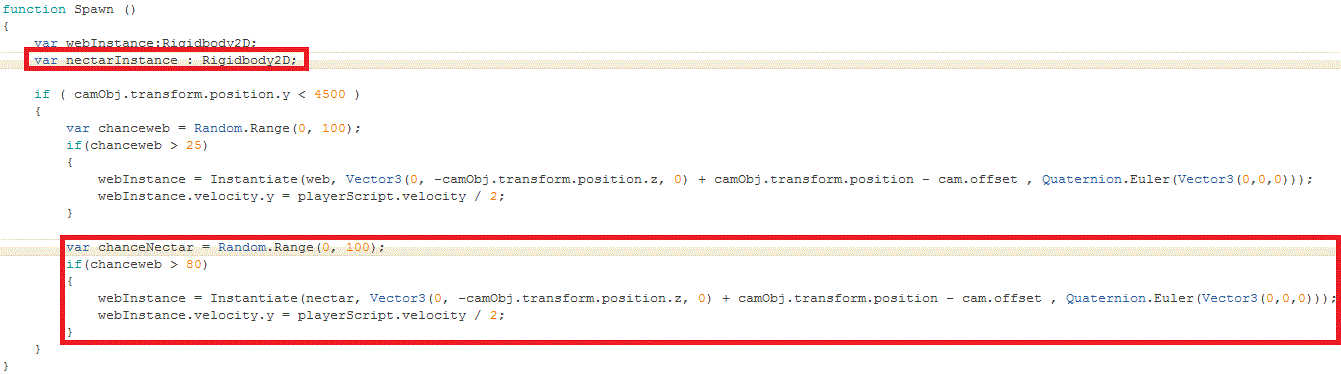 function Spawn ()
{
    var webInstance:Rigidbody2D;
    var nectarInstance : Rigidbody2D;
    if ( camObj.transform.position.y < 4500 )
    {
        var chanceweb = Random.Range(0, 100);
        if(chanceweb > 25)
        {
            webInstance = Instantiate(web, Vector3(0, -camObj.transform.position.z, 0) + camObj.transform.position - cam.offset , Quaternion.Euler(Vector3(0,0,0)));
            webInstance.velocity.y = playerScript.velocity / 2;
        }
        var chanceNectar = Random.Range(0, 100);
        if(chanceweb > 80)
        {
            webInstance = Instantiate(nectar, Vector3(0, -camObj.transform.position.z, 0) + camObj.transform.position - cam.offset , Quaternion.Euler(Vector3(0,0,0)));
            webInstance.velocity.y = playerScript.velocity / 2;
        }
    }
}